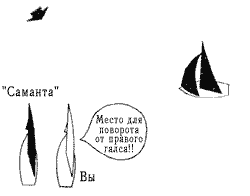 "Саманта"
Место для
поворота
от правого
галса!!
Вы